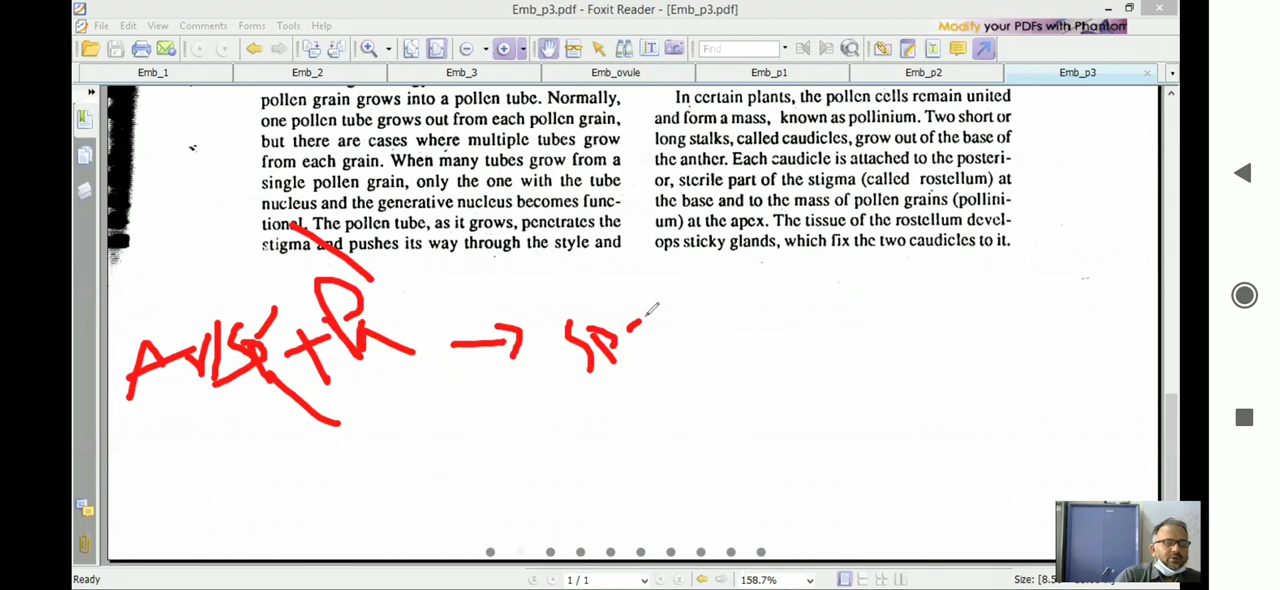 Emb_p3.pdf - Foxit Reader - [Emb_p3.pdf]
File Edit View Comments Forms Tools Help
Modify your PDFs with Phantom
Find
Emb_1 Emb_2 Emb_3 Emb_ovule Emb_p1 Emb_p2 Emb_p3
pollen grain grows into a pollen tube. Normally,
one pollen tube grows out from each pollen grain,
but there are cases where multiple tubes grow
from each grain. When many tubes grow from a
single pollen grain, only the one with the tube
nucleus and the generative nucleus becomes func-
tional. The pollen tube, as it grows, penetrates the
stigma and pushes its way through the style and
In certain plants, the pollen cells remain united
and form a mass, known as pollinium. Two short or
long stalks, called caudicles, grow out of the base of
the anther. Each caudicle is attached to the posteri-
or, sterile part of the stigma (called rostellum) at
the base and to the mass of pollen grains (pollini-
um) at the apex. The tissue of the rostellum devel-
ops sticky glands, which fix the two caudicles to it.
Ready
1 / 1
158.7%
Size: [8.5